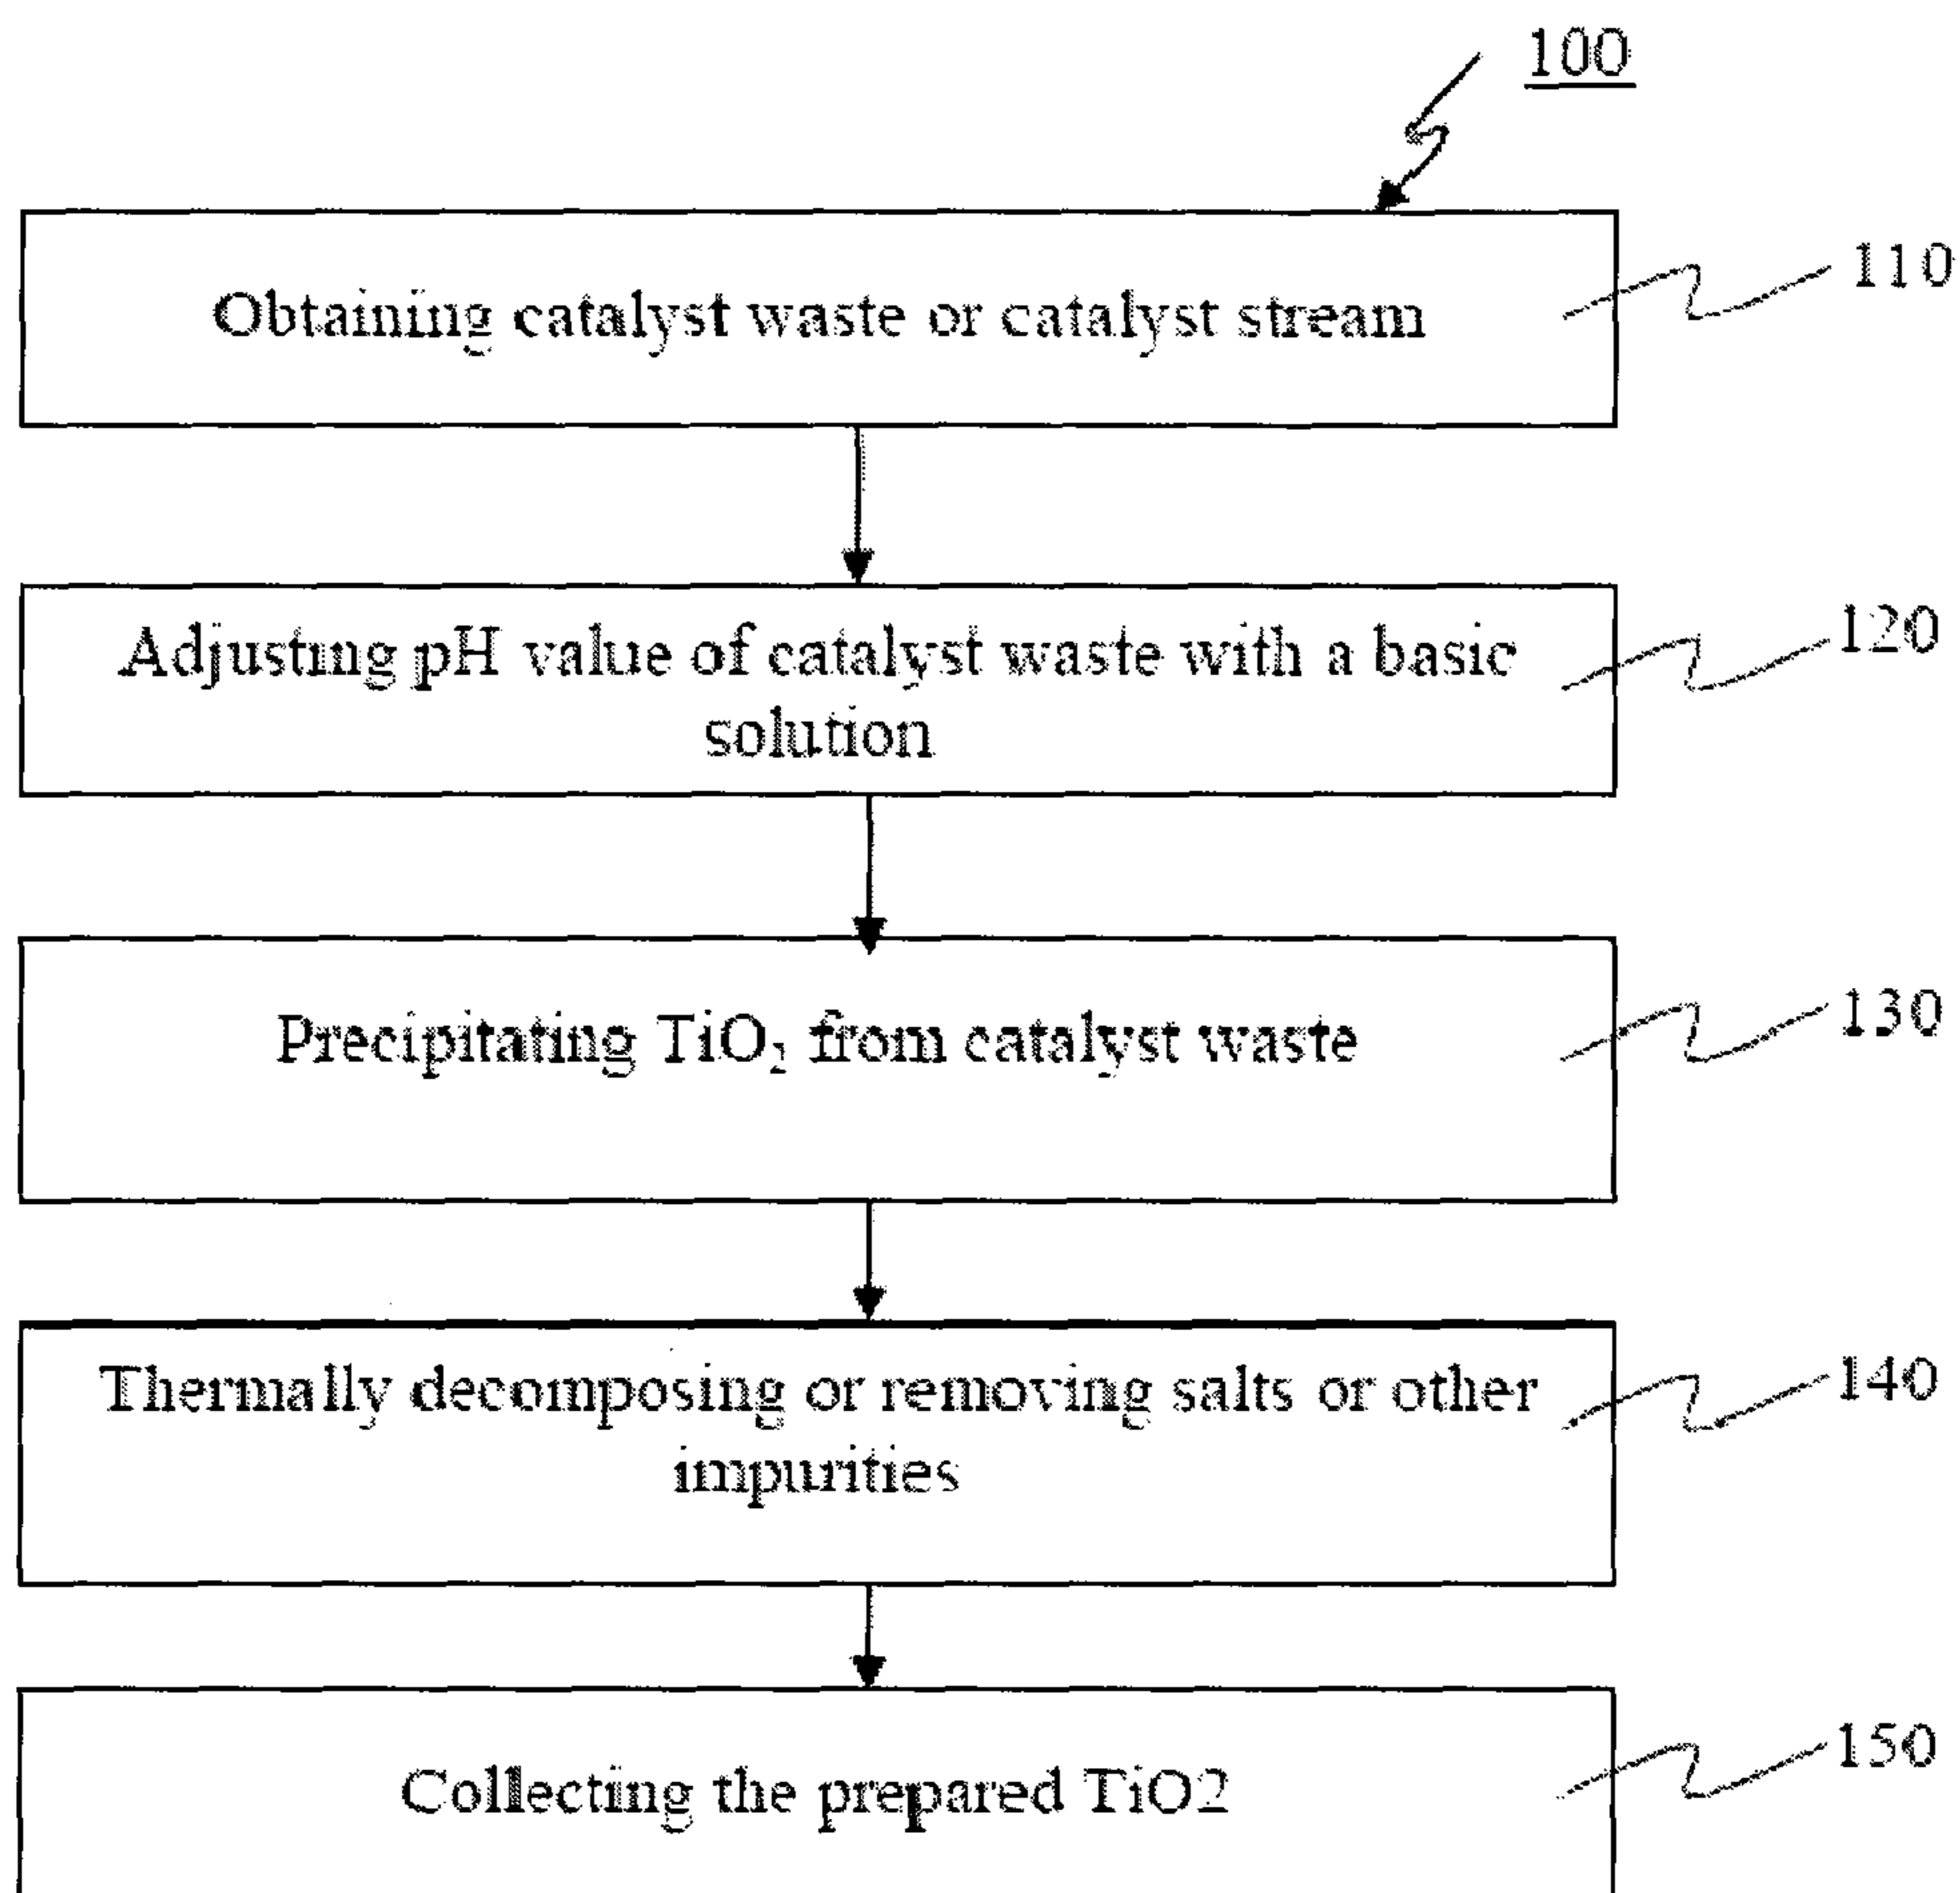 100
Obtaining catalyst waste or catalyst stream
110
Adjusting pH value of catalyst waste with a basic
solution
120
Precipitating TiO₂ from catalyst waste
130
Thermally decomposing or removing salts or other
impurities
140
Collecting the prepared TiO2
150